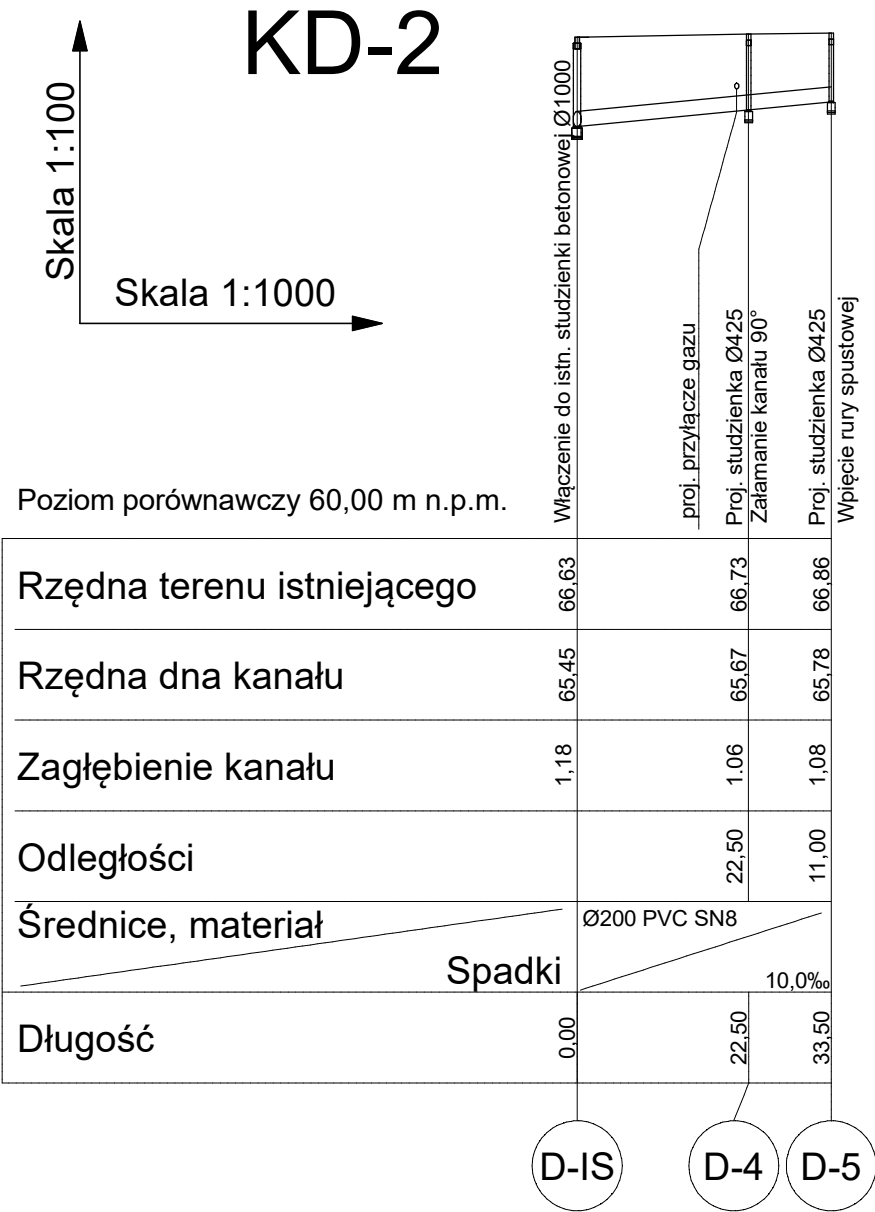 KD-2
Skala 1:100
Skala 1:1000
Włączenie do istn. studzienki betonowej Ø1000
proj. przyłącze gazu
Proj. studzienka Ø425
Załamanie kanału 90°
Proj. studzienka Ø425
Wpięcie rury spustowej
Poziom porównawczy 60,00 m n.p.m.
Rzędna terenu istniejącego 66,63 66,73 66,86
Rzędna dna kanału 65,45 65,67 65,78
Zagłębienie kanału 1,18 1.06 1,08
Odległości 22,50 11,00
Średnice, materiał Ø200 PVC SN8
Spadki 10,0‰
Długość 0,00 22,50 33,50
D-IS D-4 D-5